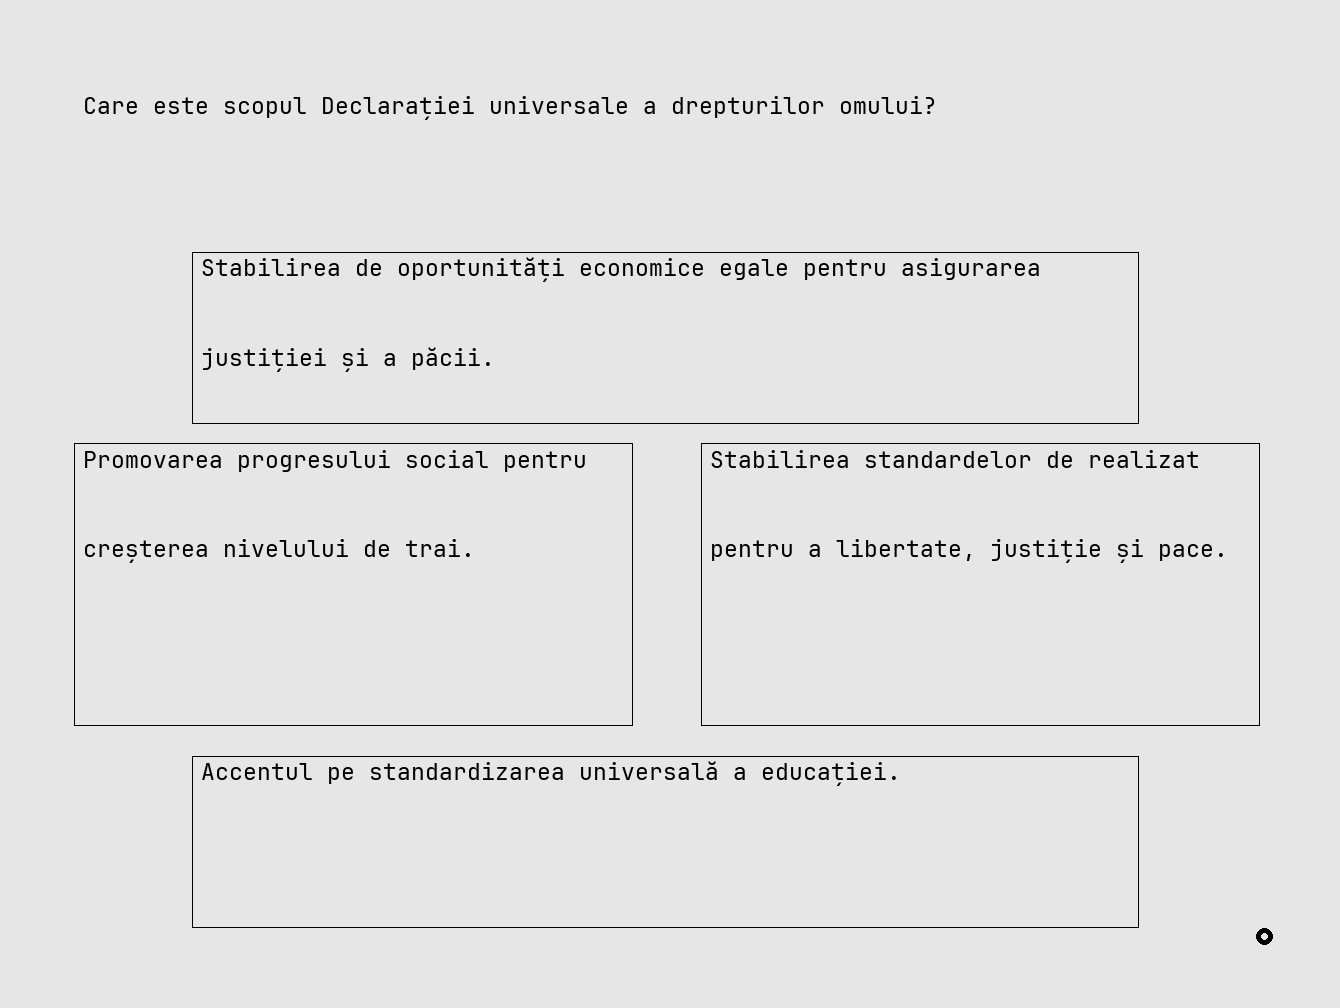 Care este scopul Declarației universale a drepturilor omului?
Stabilirea de oportunități economice egale pentru asigurarea
justiției și a păcii.
Promovarea progresului social pentru
creșterea nivelului de trai.
Stabilirea standardelor de realizat
pentru a libertate, justiție și pace.
Accentul pe standardizarea universală a educației.